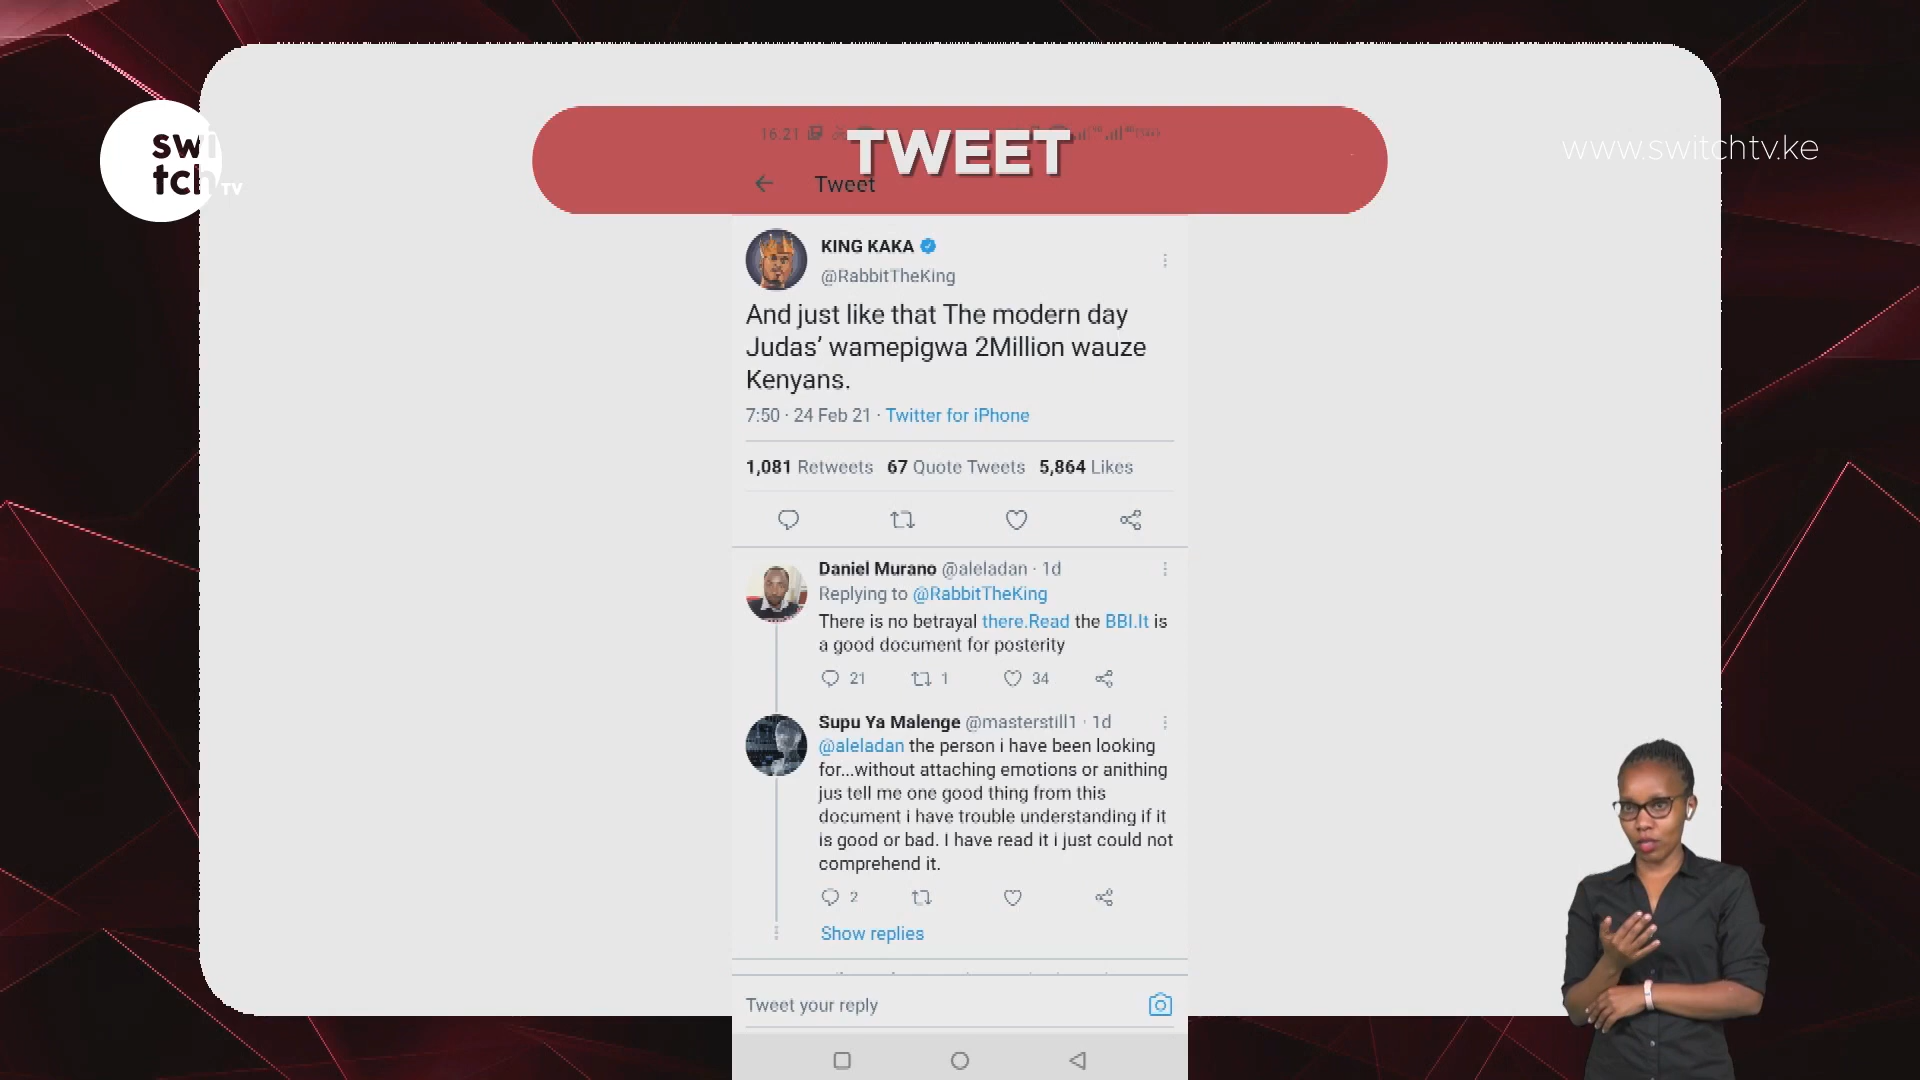 switch TV
TWEET
www.switchtv.ke
16.21
Tweet
KING KAKA
@RabbitTheKing
And just like that The modern day
Judas’ wamepigwa 2Million wauze
Kenyans.
7:50 · 24 Feb 21 · Twitter for iPhone
1,081 Retweets 67 Quote Tweets 5,864 Likes
Daniel Murano @aleladan · 1d
Replying to @RabbitTheKing
There is no betrayal there.Read the BBI.It is
a good document for posterity
21 1 34
Supu Ya Malenge @masterstill1 · 1d
@aleladan the person i have been looking
for...without attaching emotions or anithing
jus tell me one good thing from this
document i have trouble understanding if it
is good or bad. I have read it i just could not
comprehend it.
2
Show replies
Tweet your reply